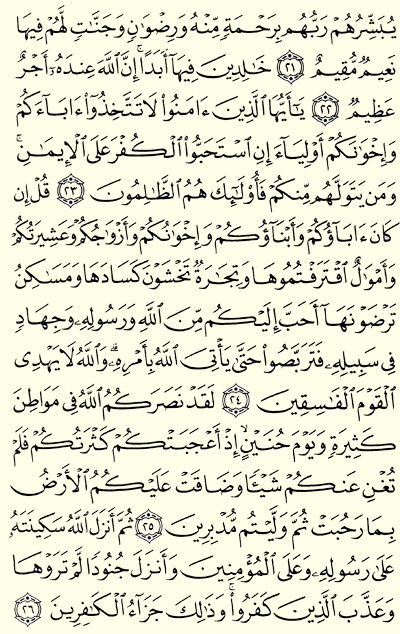 يُبَشِّرُهُمْ رَبُّهُم بِرَحْمَةٍ مِّنْهُ وَرِضْوَٰنٍ وَجَنَّٰتٍ لَّهُمْ فِيهَا
نَعِيمٌ مُّقِيمٌ ٢١ خَٰلِدِينَ فِيهَآ أَبَدًا ۚ إِنَّ ٱللَّهَ عِندَهُۥٓ أَجْرٌ
عَظِيمٌ ٢٢ يَٰٓأَيُّهَا ٱلَّذِينَ ءَامَنُوا۟ لَا تَتَّخِذُوٓا۟ ءَابَآءَكُمْ
وَإِخْوَٰنَكُمْ أَوْلِيَآءَ إِنِ ٱسْتَحَبُّوا۟ ٱلْكُفْرَ عَلَى ٱلْإِيمَٰنِ ۚ
وَمَن يَتَوَلَّهُم مِّنكُمْ فَأُو۟لَٰٓئِكَ هُمُ ٱلظَّٰلِمُونَ ٢٣ قُلْ إِن
كَانَ ءَابَآؤُكُمْ وَأَبْنَآؤُكُمْ وَإِخْوَٰنُكُمْ وَأَزْوَٰجُكُمْ وَعَشِيرَتُكُمْ
وَأَمْوَٰلٌ ٱقْتَرَفْتُمُوهَا وَتِجَٰرَةٌ تَخْشَوْنَ كَسَادَهَا وَمَسَٰكِنُ
تَرْضَوْنَهَآ أَحَبَّ إِلَيْكُم مِّنَ ٱللَّهِ وَرَسُولِهِۦ وَجِهَادٍ
فِى سَبِيلِهِۦ فَتَرَبَّصُوا۟ حَتَّىٰ يَأْتِىَ ٱللَّهُ بِأَمْرِهِۦ ۗ وَٱللَّهُ لَا يَهْدِى
ٱلْقَوْمَ ٱلْفَٰسِقِينَ ٢٤ لَقَدْ نَصَرَكُمُ ٱللَّهُ فِى مَوَاطِنَ
كَثِيرَةٍ ۙ وَيَوْمَ حُنَيْنٍ ۙ إِذْ أَعْجَبَتْكُمْ كَثْرَتُكُمْ فَلَمْ
تُغْنِ عَنكُمْ شَيْـًٔا وَضَاقَتْ عَلَيْكُمُ ٱلْأَرْضُ
بِمَا رَحُبَتْ ثُمَّ وَلَّيْتُم مُّدْبِرِينَ ٢٥ ثُمَّ أَنزَلَ ٱللَّهُ سَكِينَتَهُۥ
عَلَىٰ رَسُولِهِۦ وَعَلَى ٱلْمُؤْمِنِينَ وَأَنزَلَ جُنُودًا لَّمْ تَرَوْهَا
وَعَذَّبَ ٱلَّذِينَ كَفَرُوا۟ ۚ وَذَٰلِكَ جَزَآءُ ٱلْكَٰفِرِينَ ٢٦